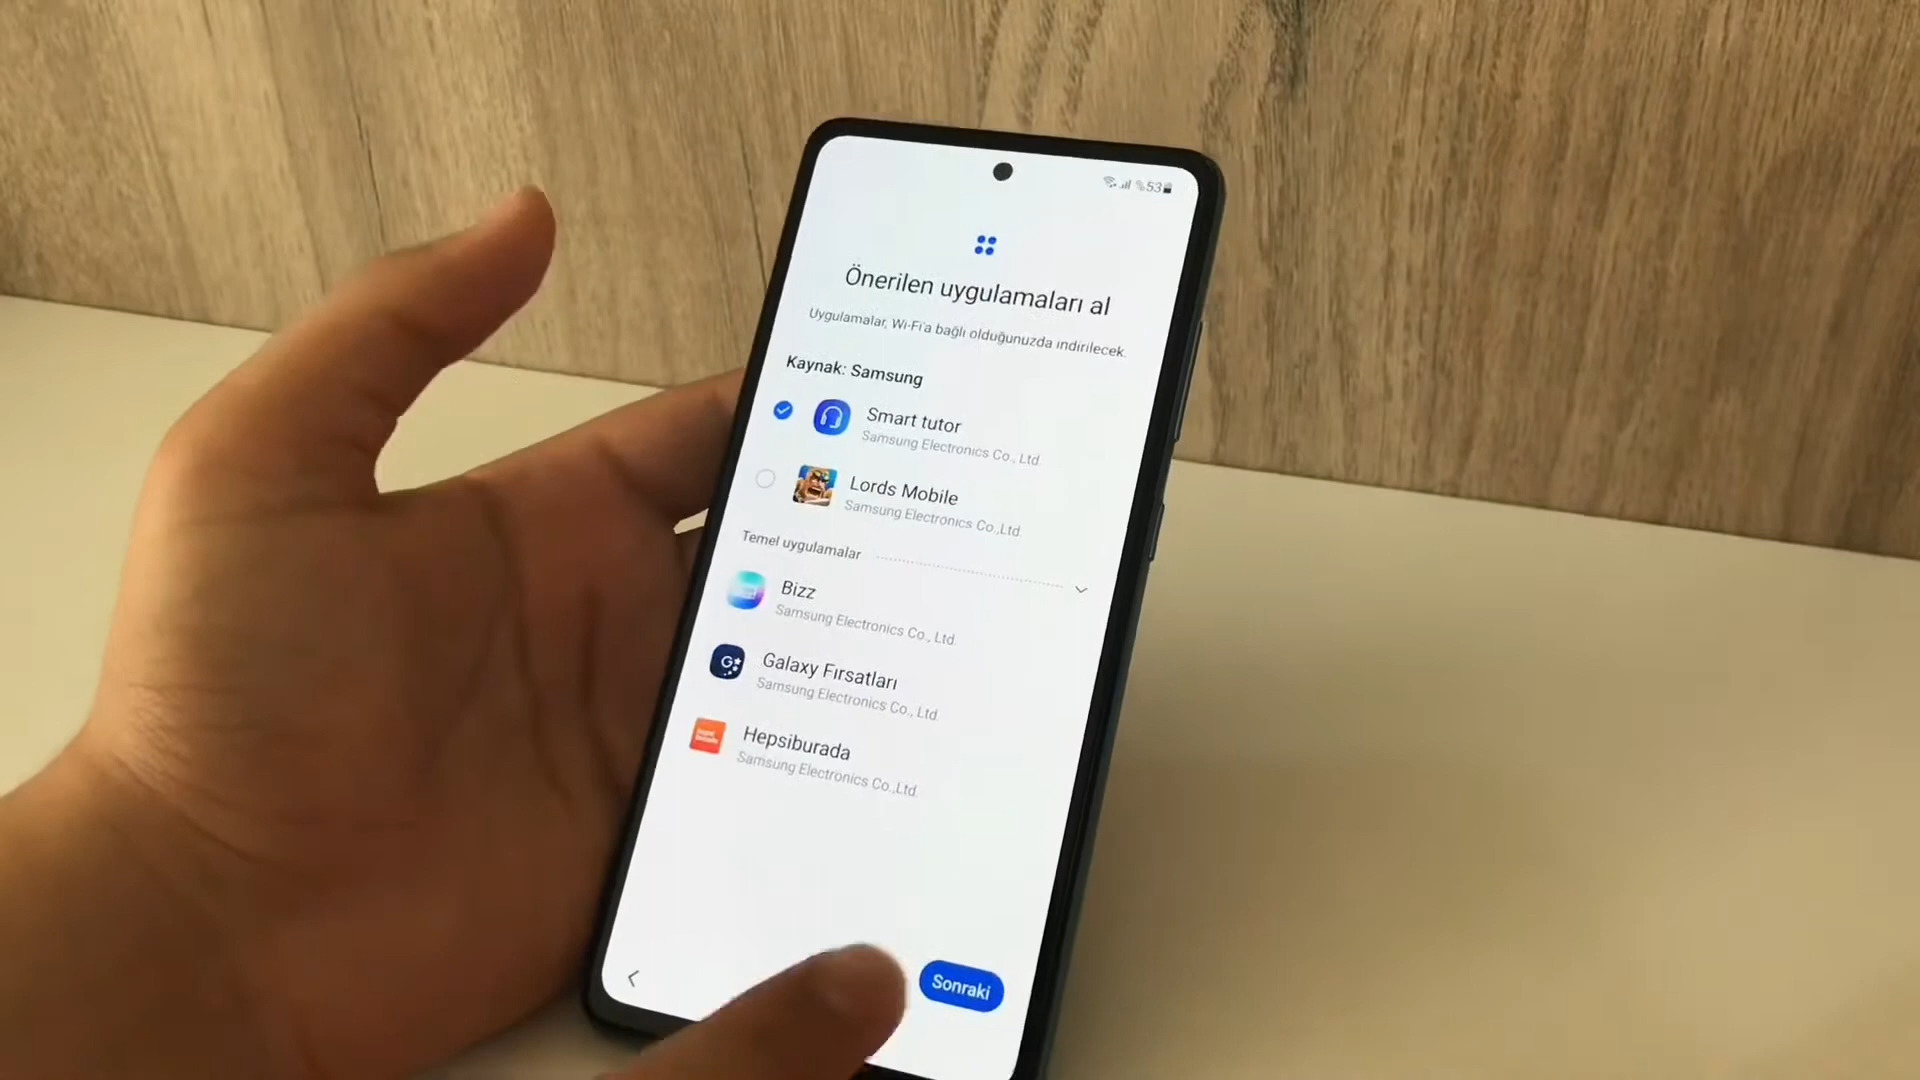 %53
Önerilen uygulamaları al
Uygulamalar, Wi-Fi'a bağlı olduğunuzda indirilecek.
Kaynak: Samsung
Smart tutor
Samsung Electronics Co., Ltd.
Lords Mobile
Samsung Electronics Co.,Ltd.
Temel uygulamalar
Bizz
Samsung Electronics Co., Ltd.
Galaxy Fırsatları
Samsung Electronics Co., Ltd.
Hepsiburada
Samsung Electronics Co.,Ltd.
Sonraki